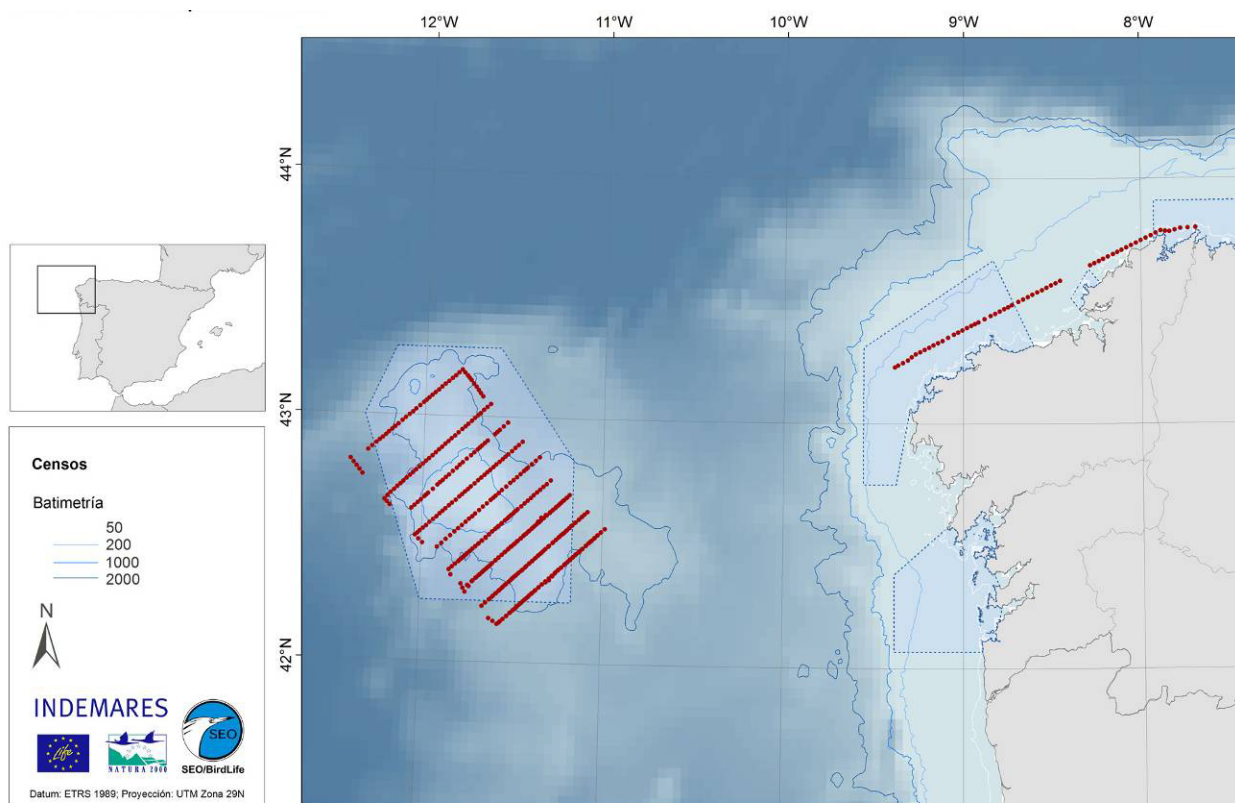 12°W 11°W 10°W 9°W 8°W
44°N
43°N
42°N
Censos
Batimetría
50
200
1000
2000
N
INDEMARES
Life
NATURA 2000
SEO
SEO/BirdLife
Datum: ETRS 1989; Proyección: UTM Zona 29N